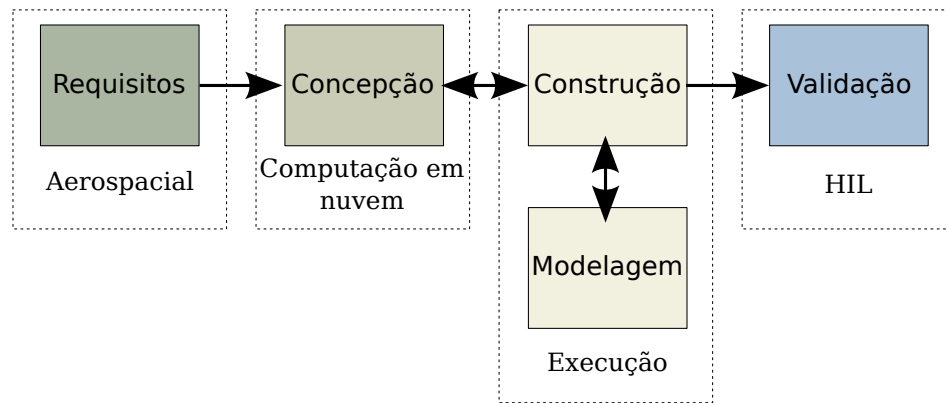 Requisitos
Aerospacial
Concepção
Computação em
nuvem
Construção
Modelagem
Execução
Validação
HIL